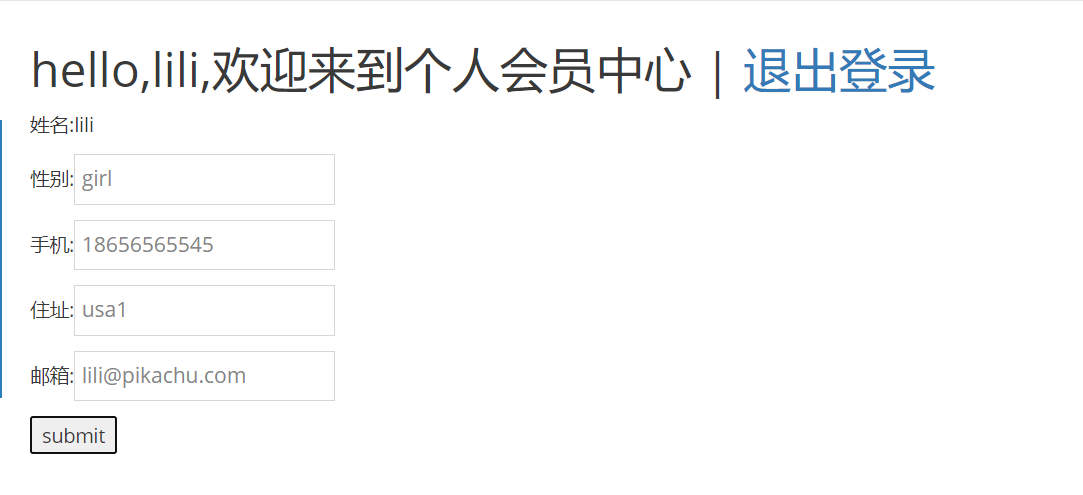 hello,lili,欢迎来到个人会员中心 | 退出登录
姓名:lili
性别: girl
手机: 18656565545
住址: usa1
邮箱: lili@pikachu.com
submit